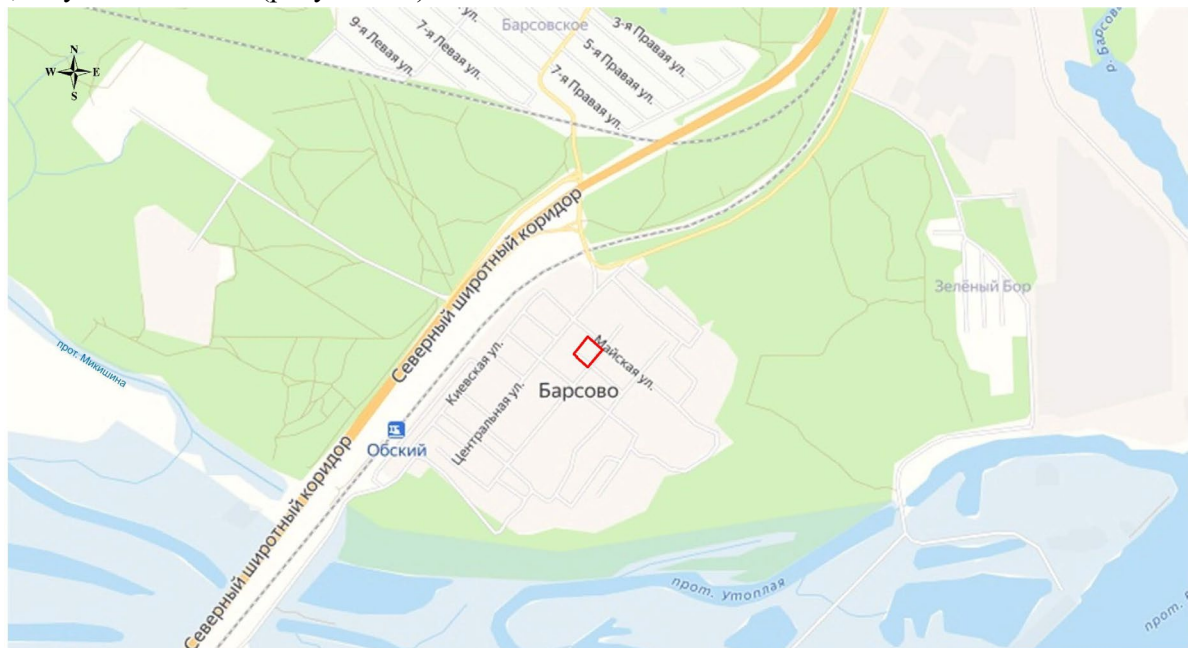 Барсовское
3-я Правая ул.
9-я Левая ул.
7-я Левая ул.
5-я Правая ул.
7-я Правая ул.
р. Барсов
N
W E
S
Северный широтный коридор
Зелёный Бор
прот. Микишина
Майская ул.
Киевская ул.
Барсово
Центральная ул.
Обский
Северный широтный коридор
прот. Утоплая
прот.